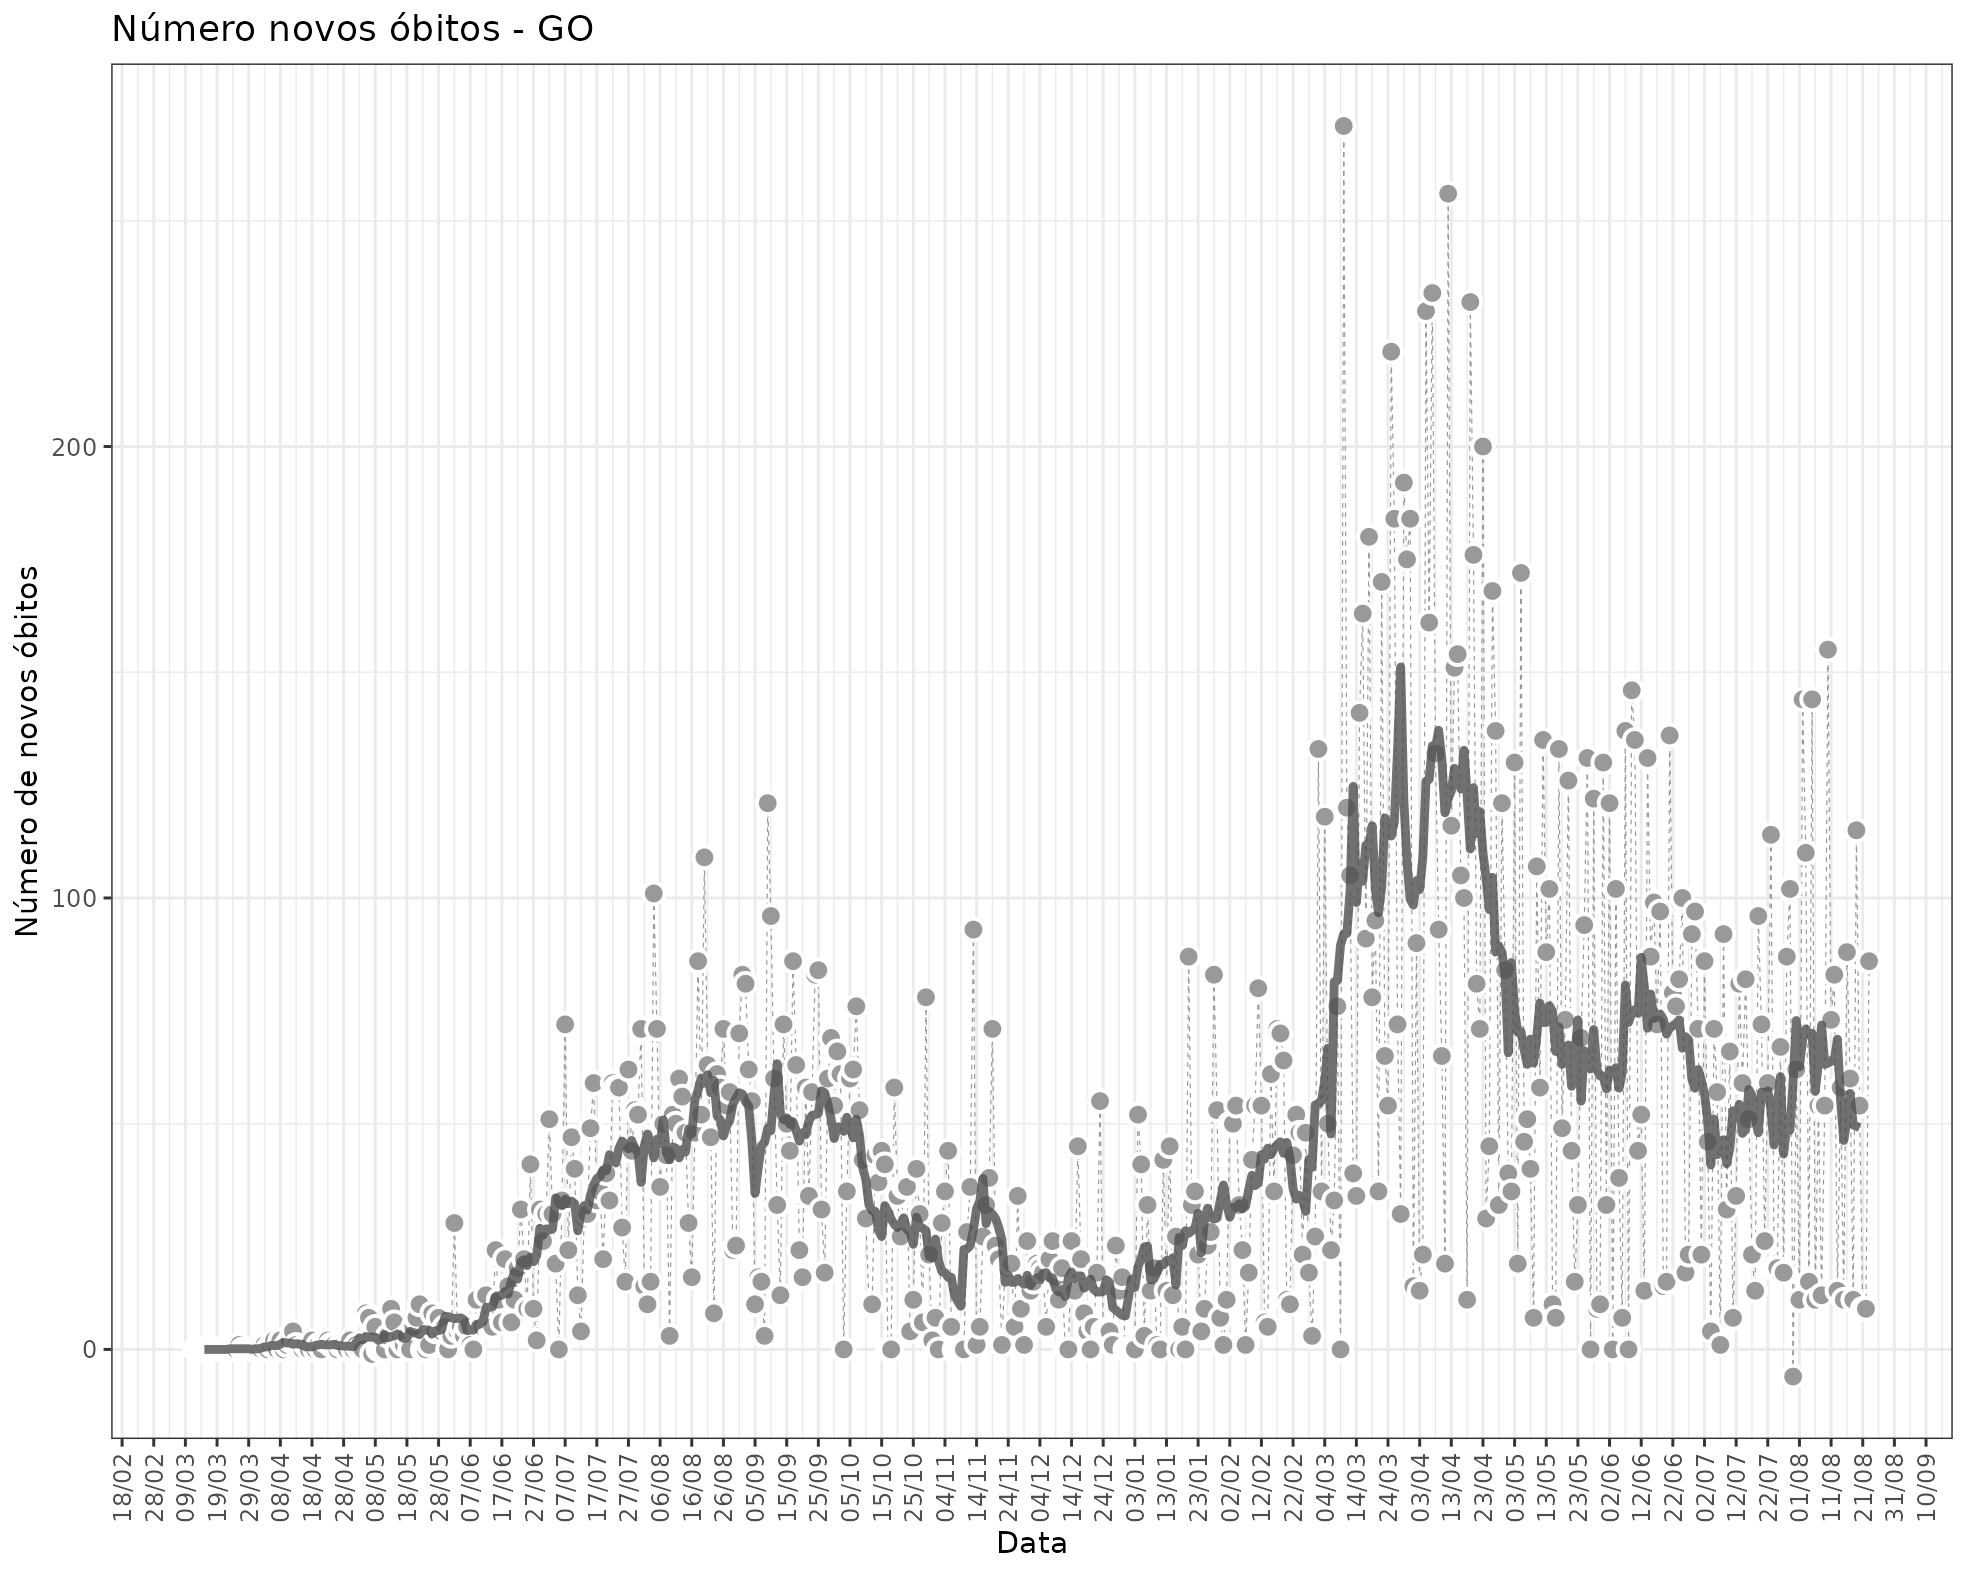 Número novos óbitos - GO
Número de novos óbitos
200
100
0
18/02 28/02 09/03 19/03 29/03 08/04 18/04 28/04 08/05 18/05 28/05 07/06 17/06 27/06 07/07 17/07 27/07 06/08 16/08 26/08 05/09 15/09 25/09 05/10 15/10 25/10 04/11 14/11 24/11 04/12 14/12 24/12 03/01 13/01 23/01 02/02 12/02 22/02 04/03 14/03 24/03 03/04 13/04 23/04 03/05 13/05 23/05 02/06 12/06 22/06 02/07 12/07 22/07 01/08 11/08 21/08 31/08 10/09
Data